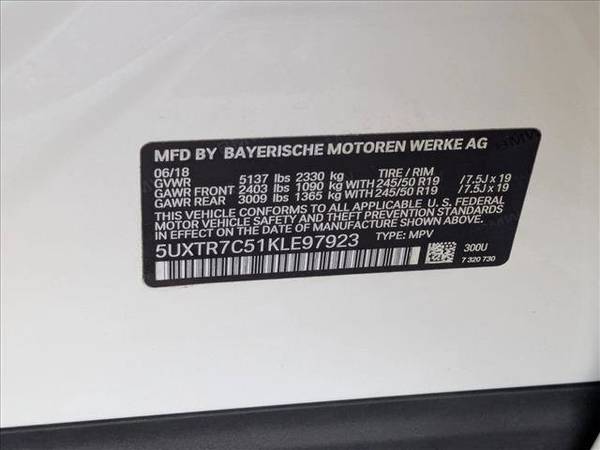 MFD BY BAYERISCHE MOTOREN WERKE AG
06/18 TIRE / RIM
GVWR 5137 lbs 2330 kg
GAWR FRONT 2403 lbs 1090 kg WITH 245/50 R19 /7.5J x 19
GAWR REAR 3009 lbs 1365 kg WITH 245/50 R19 /7.5J x 19
THIS VEHICLE CONFORMS TO ALL APPLICABLE U. S. FEDERAL
MOTOR VEHICLE SAFETY, BUMPER, AND THEFT
PREVENTION STANDARDS IN EFFECT ON THE DATE OF
MANUFACTURE SHOWN ABOVE.
5UXTR7C51KLE97923 TYPE: MPV
300U
7 320 730